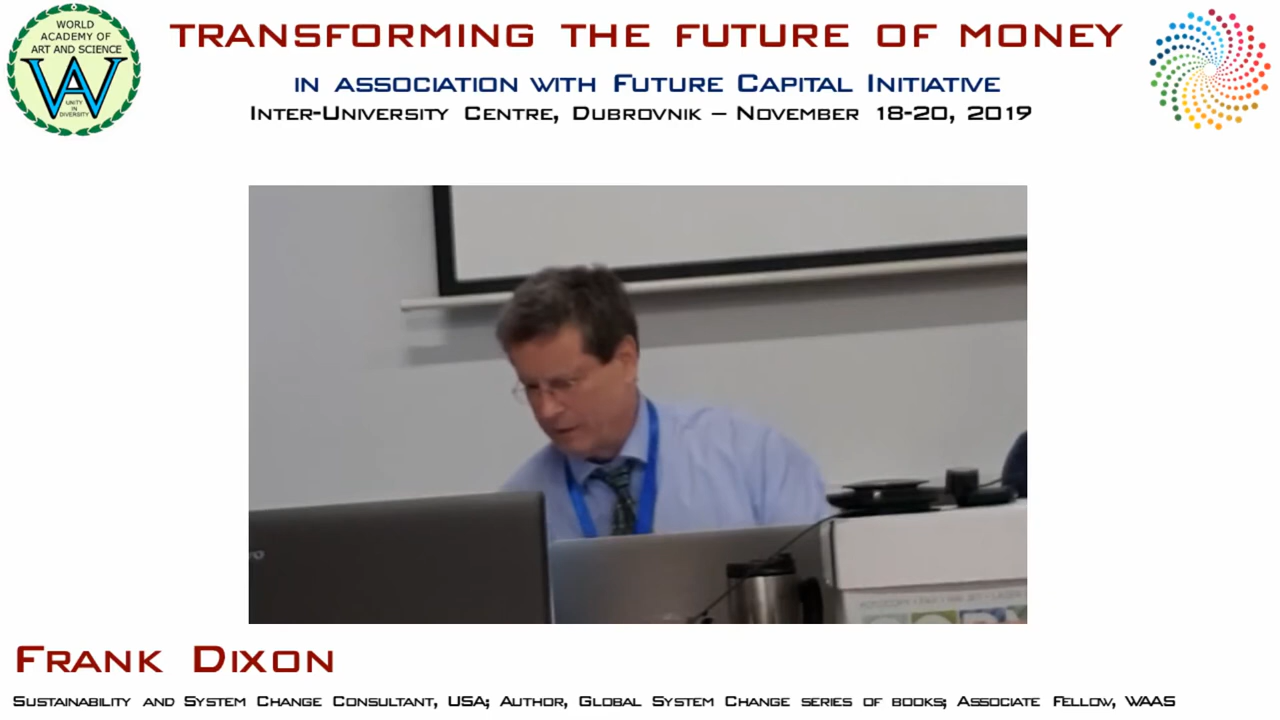 WORLD
ACADEMY OF
ART AND SCIENCE
WA
UNITY
IN
DIVERSITY
TRANSFORMING THE FUTURE OF MONEY
IN ASSOCIATION WITH FUTURE CAPITAL INITIATIVE
INTER-UNIVERSITY CENTRE, DUBROVNIK – NOVEMBER 18-20, 2019
FRANK DIXON
SUSTAINABILITY AND SYSTEM CHANGE CONSULTANT, USA; AUTHOR, GLOBAL SYSTEM CHANGE SERIES OF BOOKS; ASSOCIATE FELLOW, WAAS